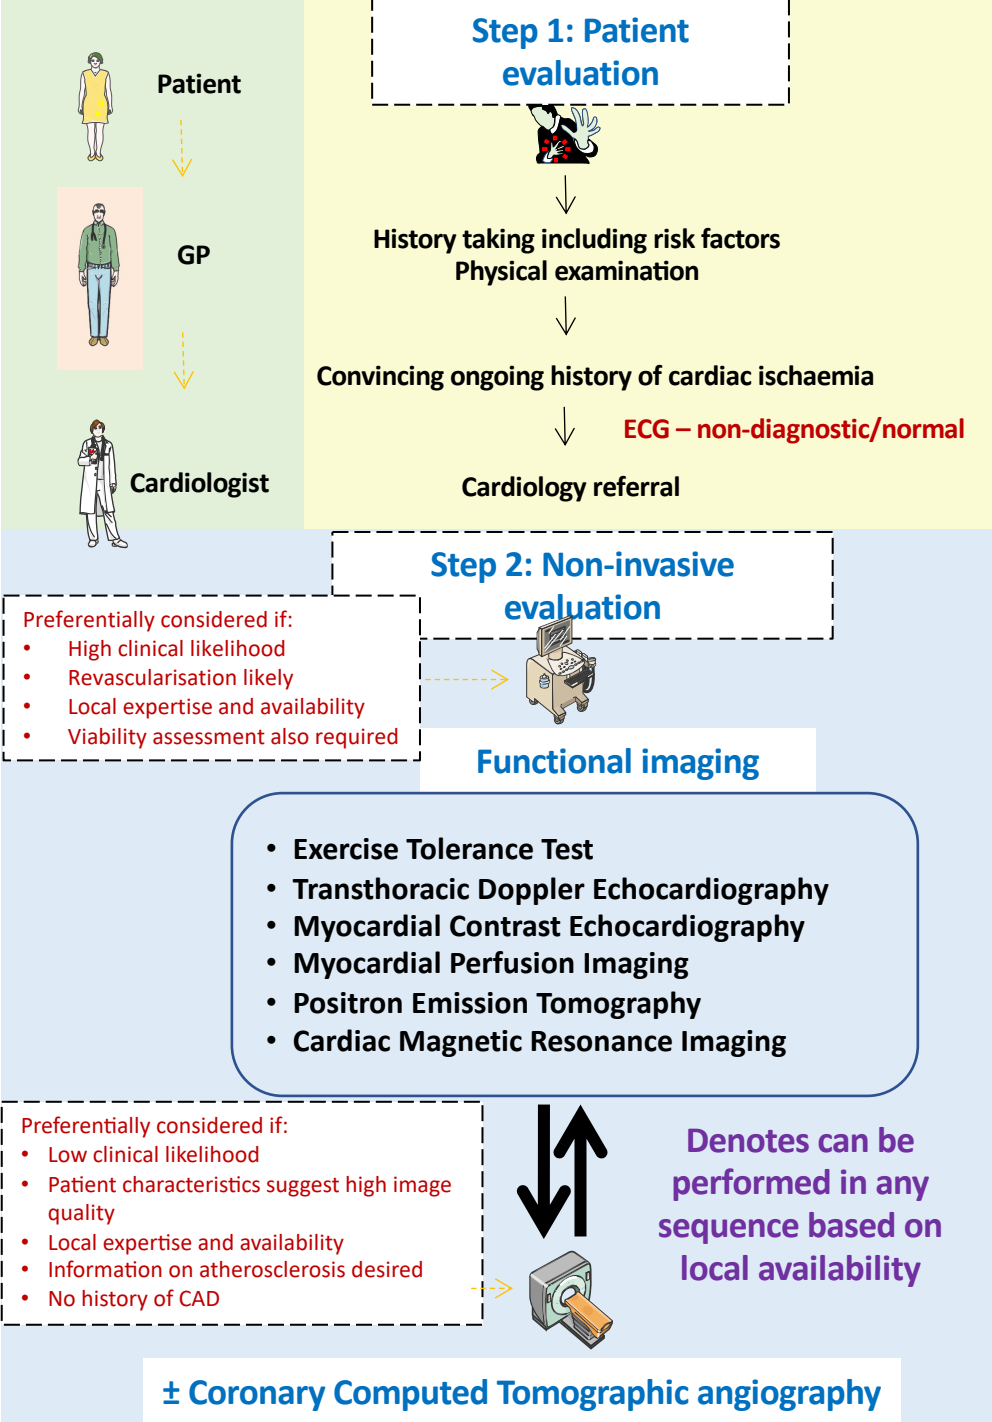 Step 1: Patient
evaluation
Patient
GP
Cardiologist
History taking including risk factors
Physical examination
Convincing ongoing history of cardiac ischaemia
ECG – non-diagnostic/normal
Cardiology referral
Step 2: Non-invasive
evaluation
Preferentially considered if:
• High clinical likelihood
• Revascularisation likely
• Local expertise and availability
• Viability assessment also required
Functional imaging
• Exercise Tolerance Test
• Transthoracic Doppler Echocardiography
• Myocardial Contrast Echocardiography
• Myocardial Perfusion Imaging
• Positron Emission Tomography
• Cardiac Magnetic Resonance Imaging
Preferentially considered if:
• Low clinical likelihood
• Patient characteristics suggest high image
quality
• Local expertise and availability
• Information on atherosclerosis desired
• No history of CAD
Denotes can be
performed in any
sequence based on
local availability
± Coronary Computed Tomographic angiography